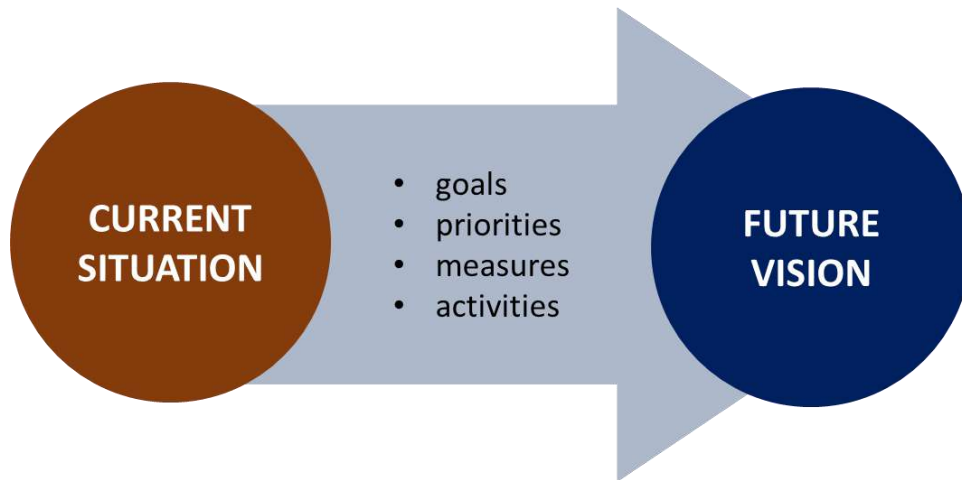 CURRENT
SITUATION
• goals
• priorities
• measures
• activities
FUTURE
VISION